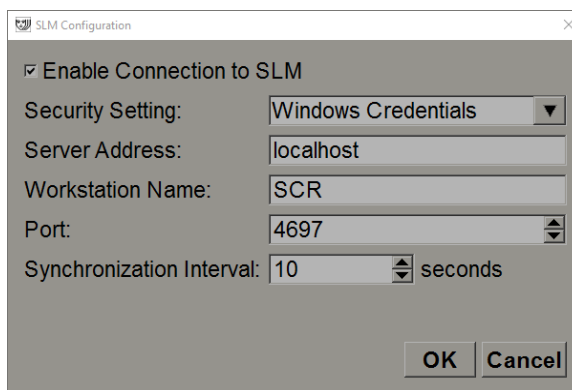 SLM Configuration
Enable Connection to SLM
Security Setting: Windows Credentials
Server Address: localhost
Workstation Name: SCR
Port: 4697
Synchronization Interval: 10 seconds
OK Cancel